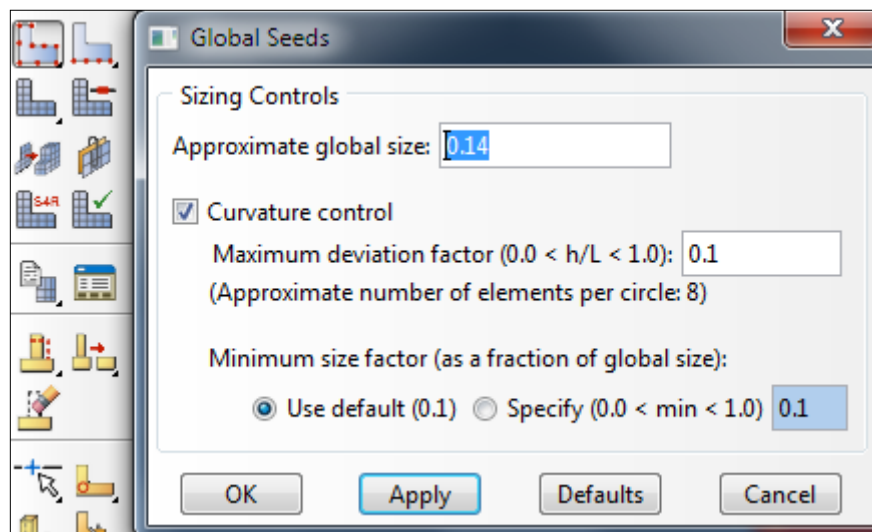 Global Seeds
Sizing Controls
Approximate global size: 0.14
Curvature control
Maximum deviation factor (0.0 < h/L < 1.0): 0.1
(Approximate number of elements per circle: 8)
Minimum size factor (as a fraction of global size):
Use default (0.1) Specify (0.0 < min < 1.0) 0.1
OK Apply Defaults Cancel
S4R